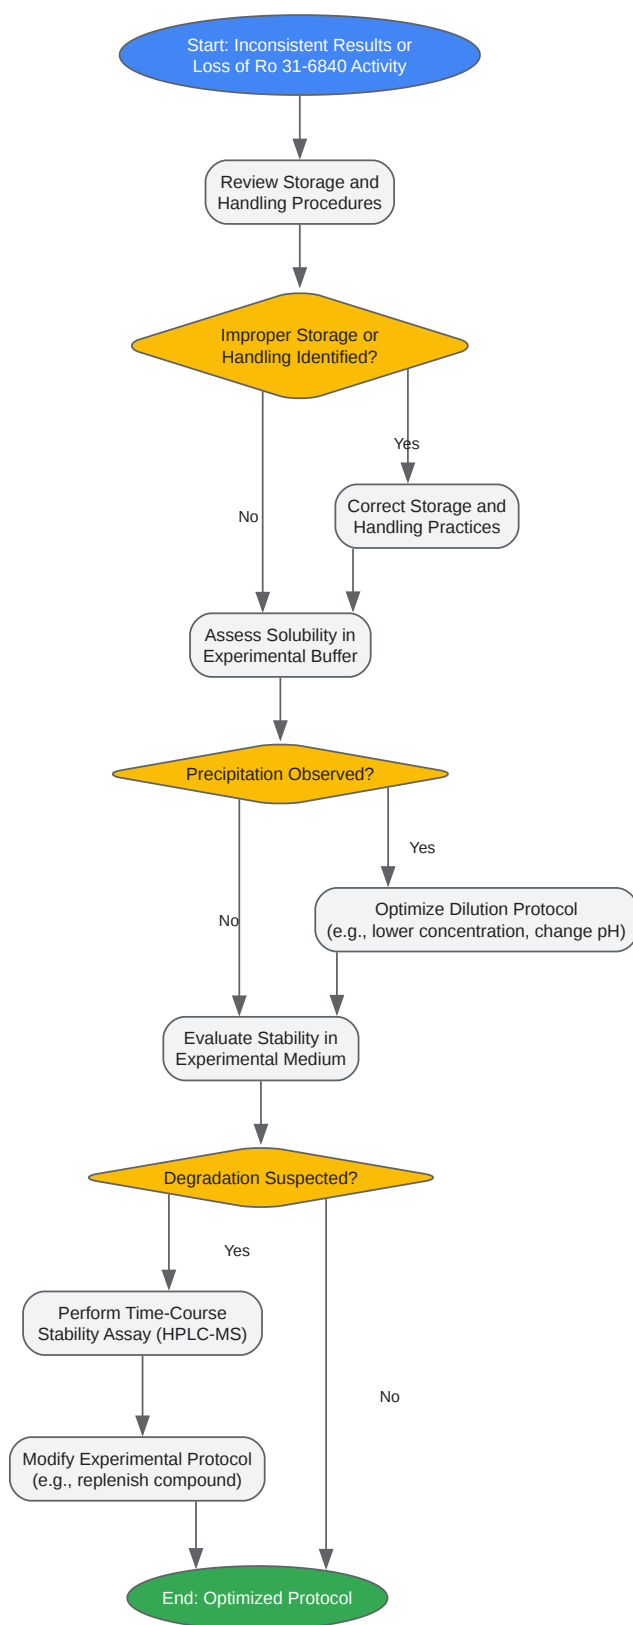 Start: Inconsistent Results or
Loss of Ro 31-6840 Activity
Review Storage and
Handling Procedures
Improper Storage or
Handling Identified?
Yes
Correct Storage and
Handling Practices
No
Assess Solubility in
Experimental Buffer
Precipitation Observed?
Yes
Optimize Dilution Protocol
(e.g., lower concentration, change pH)
No
Evaluate Stability in
Experimental Medium
Degradation Suspected?
Yes
Perform Time-Course
Stability Assay (HPLC-MS)
No
Modify Experimental Protocol
(e.g., replenish compound)
End: Optimized Protocol